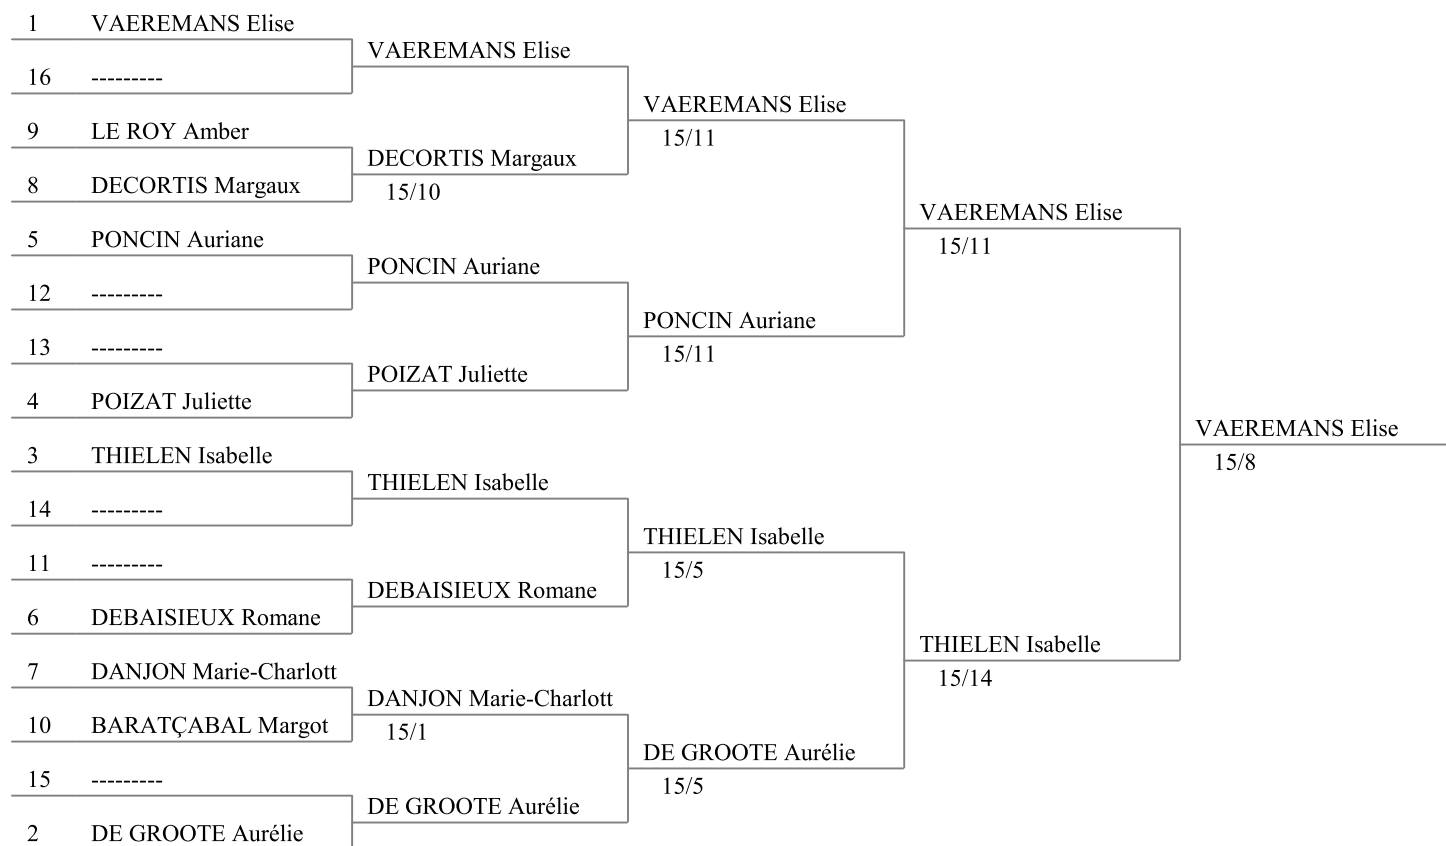 1 VAEREMANS Elise
VAEREMANS Elise
16 ---------
VAEREMANS Elise
9 LE ROY Amber
15/11
DECORTIS Margaux
8 DECORTIS Margaux
15/10
VAEREMANS Elise
5 PONCIN Auriane
15/11
PONCIN Auriane
12 ---------
PONCIN Auriane
13 ---------
15/11
POIZAT Juliette
4 POIZAT Juliette
VAEREMANS Elise
3 THIELEN Isabelle
15/8
THIELEN Isabelle
14 ---------
THIELEN Isabelle
11 ---------
15/5
DEBAISIEUX Romane
6 DEBAISIEUX Romane
THIELEN Isabelle
7 DANJON Marie-Charlott
15/14
DANJON Marie-Charlott
10 BARATÇABAL Margot
15/1
DE GROOTE Aurélie
15 ---------
15/5
DE GROOTE Aurélie
2 DE GROOTE Aurélie